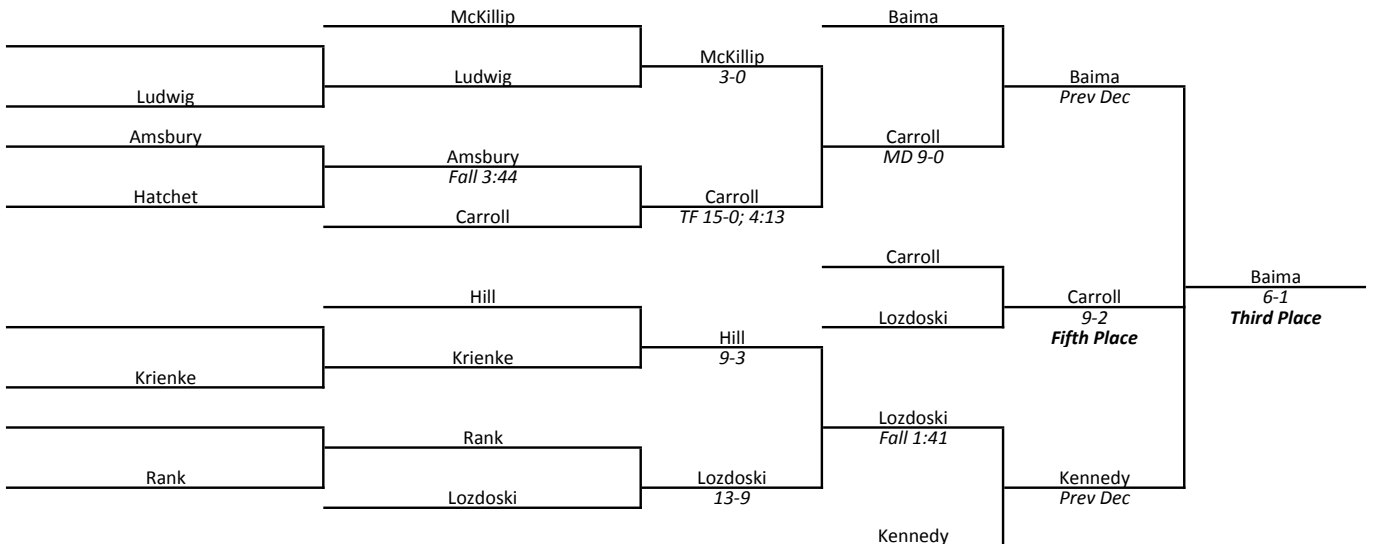 McKillip
Baima
McKillip
3-0
Ludwig
Baima
Prev Dec
Ludwig
Amsbury
Carroll
MD 9-0
Amsbury
Fall 3:44
Hatchet
Carroll
TF 15-0; 4:13
Carroll
Carroll
Baima
6-1
Third Place
Hill
Carroll
9-2
Fifth Place
Lozdoski
Hill
9-3
Krienke
Krienke
Lozdoski
Fall 1:41
Rank
Rank
Lozdoski
13-9
Kennedy
Prev Dec
Lozdoski
Kennedy